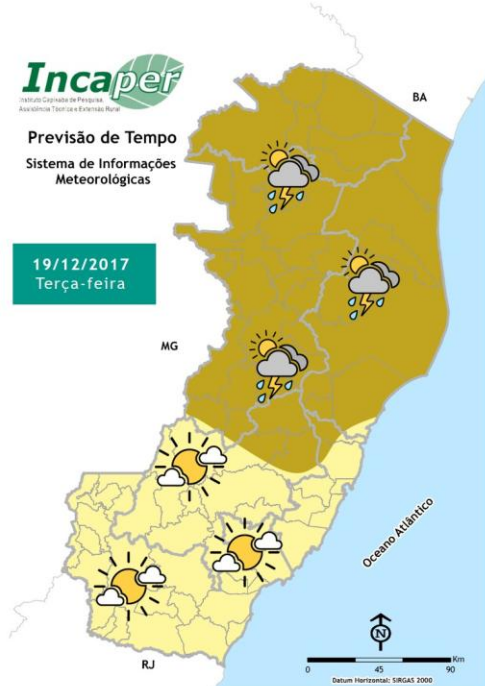 Incaper
Instituto Capixaba de Pesquisa,
Assistência Técnica e Extensão Rural
Previsão de Tempo
Sistema de Informações
Meteorológicas
19/12/2017
Terça-feira
BA
MG
Oceano Atlântico
RJ
N
Km
0 45 90
Datum Horizontal: SIRGAS 2000